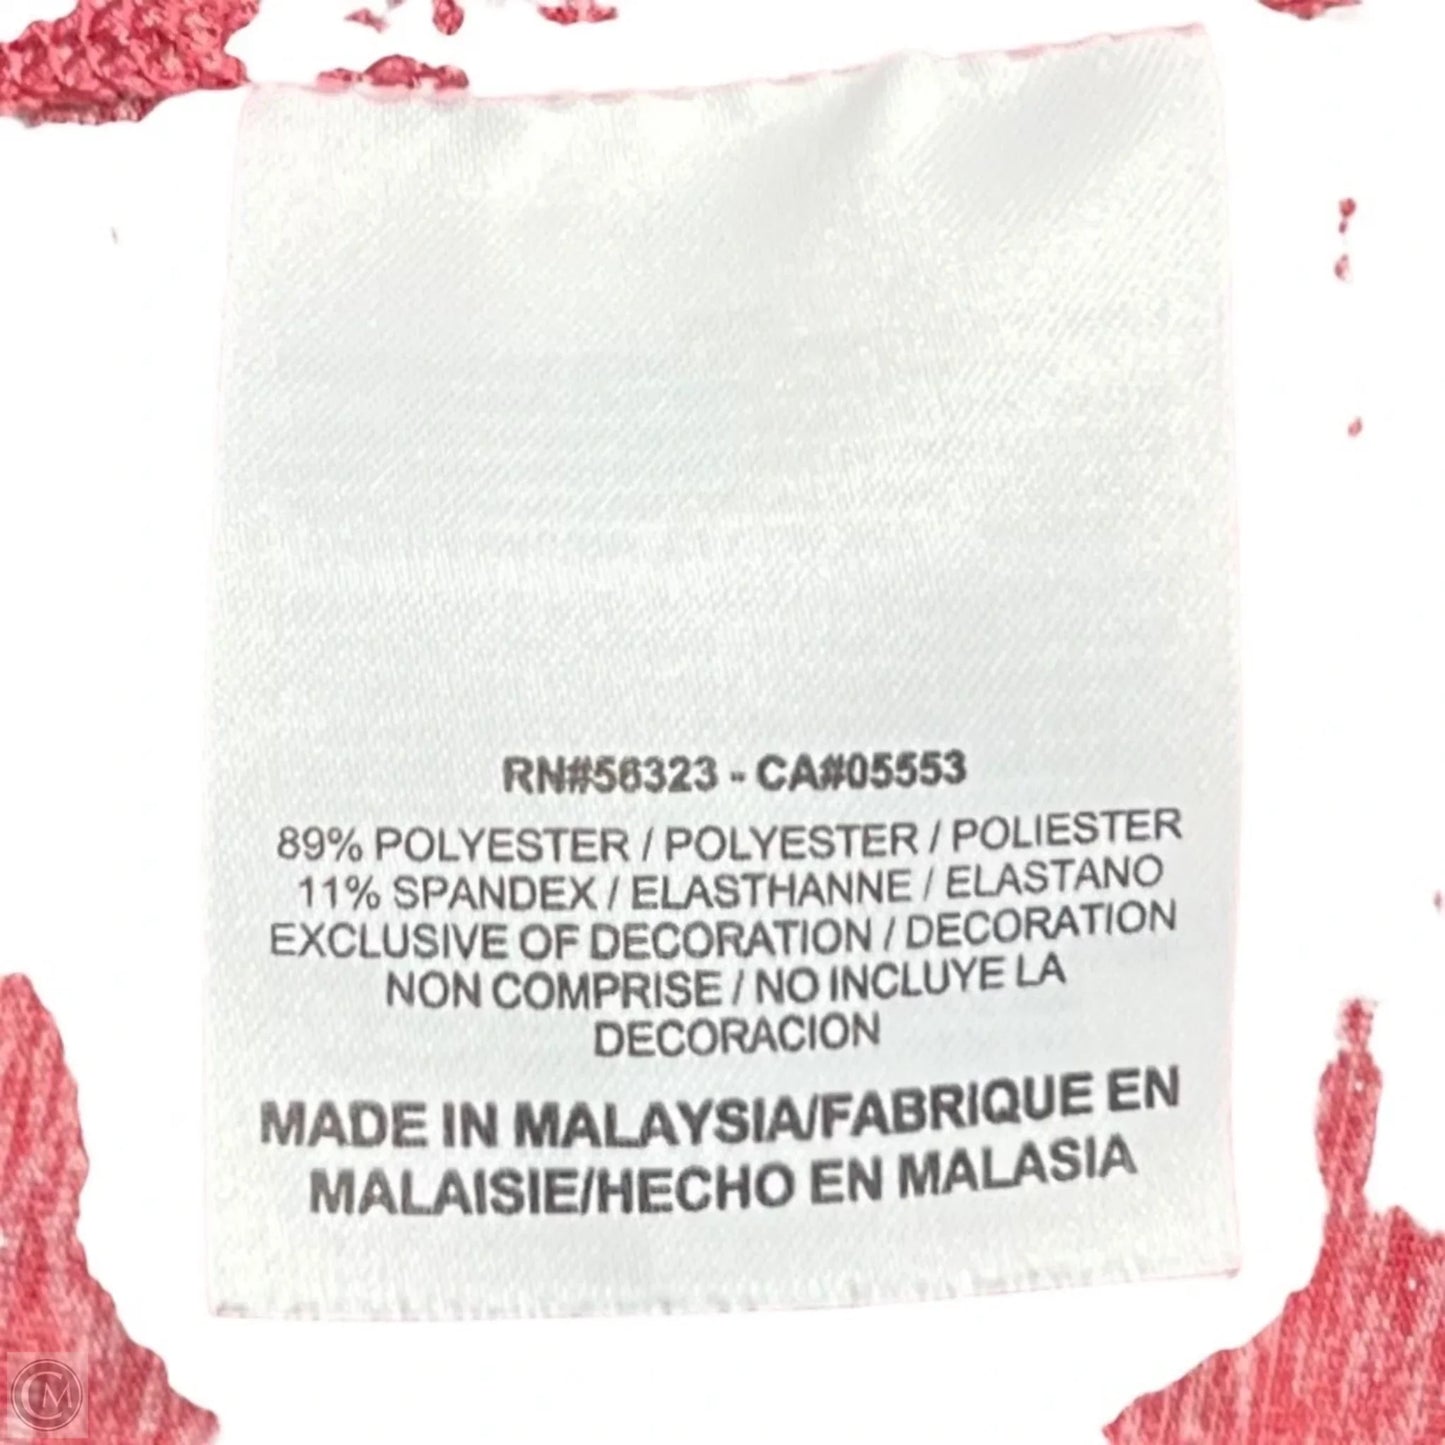 RN#56323 - CA#05553
89% POLYESTER / POLYESTER / POLIESTER
11% SPANDEX / ELASTHANNE / ELASTANO
EXCLUSIVE OF DECORATION / DECORATION
NON COMPRISE / NO INCLUYE LA
DECORACION
MADE IN MALAYSIA/FABRIQUE EN
MALAISIE/HECHO EN MALASIA
CM